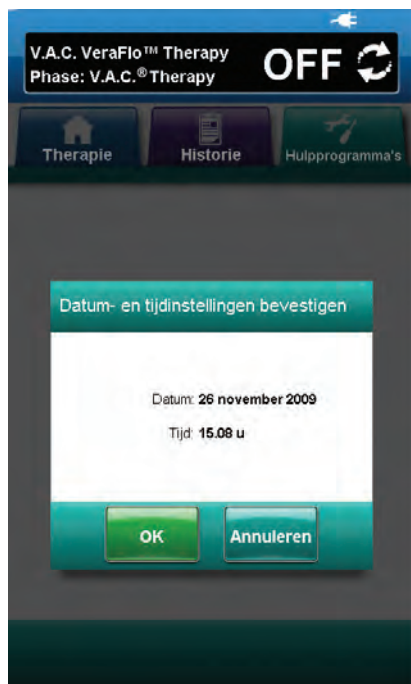 V.A.C. VeraFlo™ Therapy
Phase: V.A.C.® Therapy
OFF
Therapie
Historie
Hulpprogramma's
Datum- en tijdinstellingen bevestigen
Datum: 26 november 2009
Tijd: 15.08 u
OK
Annuleren